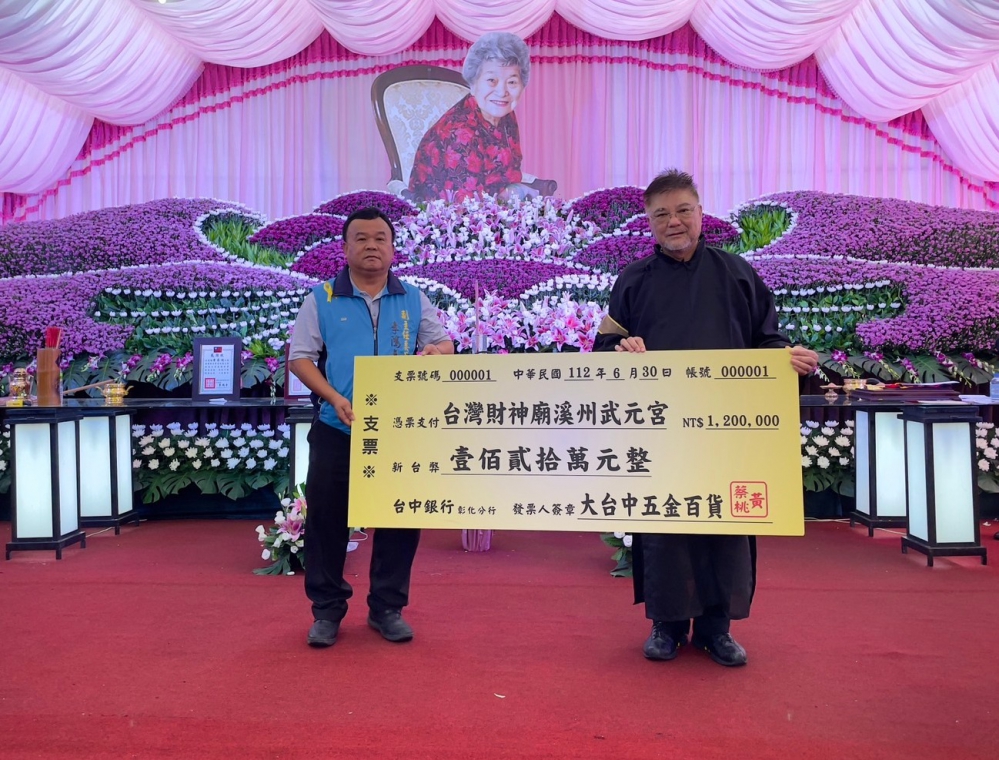 支票號碼 000001 中華民國 112 年 6 月 30 日 帳號 000001
※支票※
憑票支付 台灣財神廟溪州武元宮 NT$ 1,200,000
新台幣 壹佰貳拾萬元整
台中銀行 彰化分行 發票人簽章 大台中五金百貨
黃蔡桃